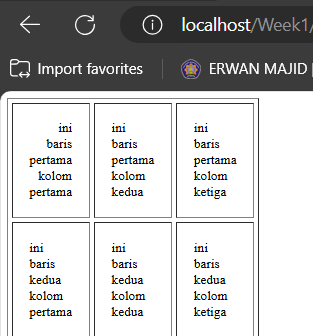 localhost/Week1/
Import favorites
ERWAN MAJID
ini
baris
pertama
kolom
pertama
ini
baris
pertama
kolom
kedua
ini
baris
pertama
kolom
ketiga
ini
baris
kedua
kolom
pertama
ini
baris
kedua
kolom
kedua
ini
baris
kedua
kolom
ketiga